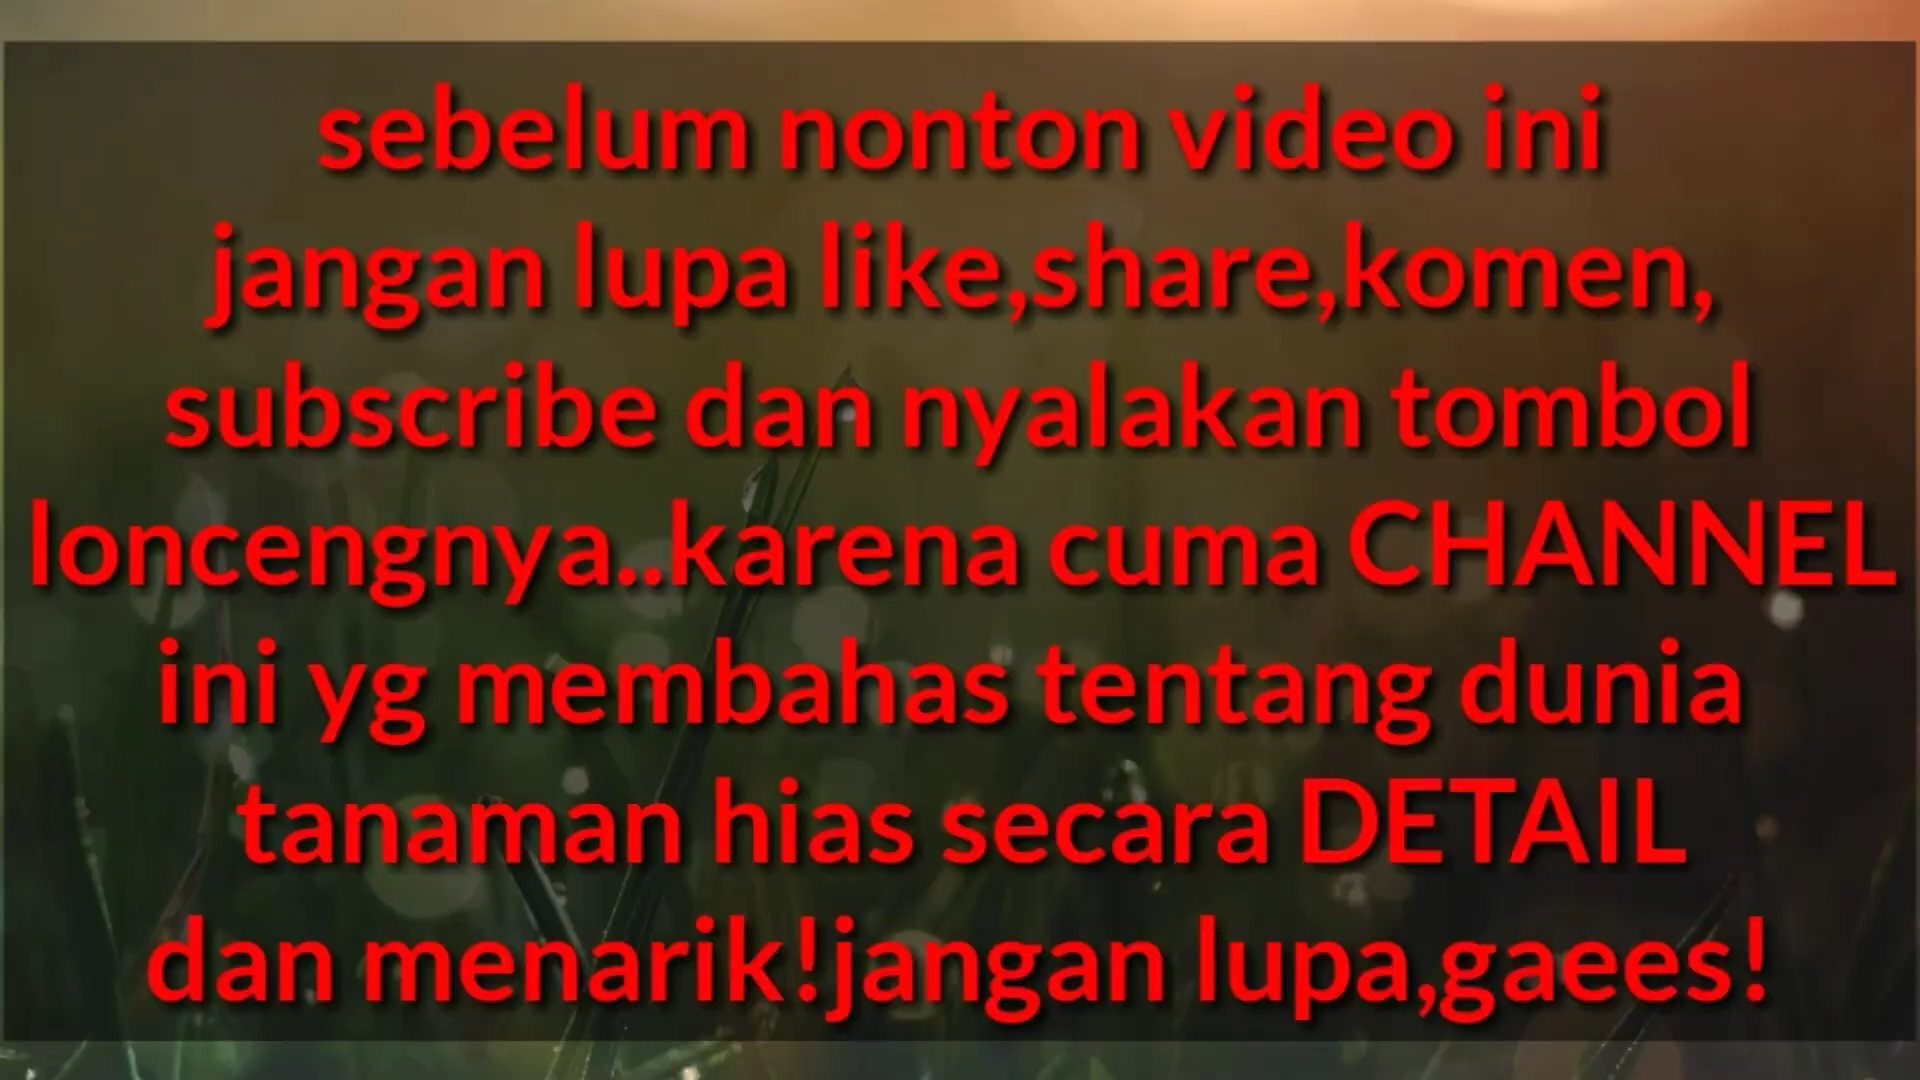 sebelum nonton video ini
jangan lupa like,share,komen,
subscribe dan nyalakan tombol
loncengnya..karena cuma CHANNEL
ini yg membahas tentang dunia
tanaman hias secara DETAIL
dan menarik!jangan lupa,gaees!